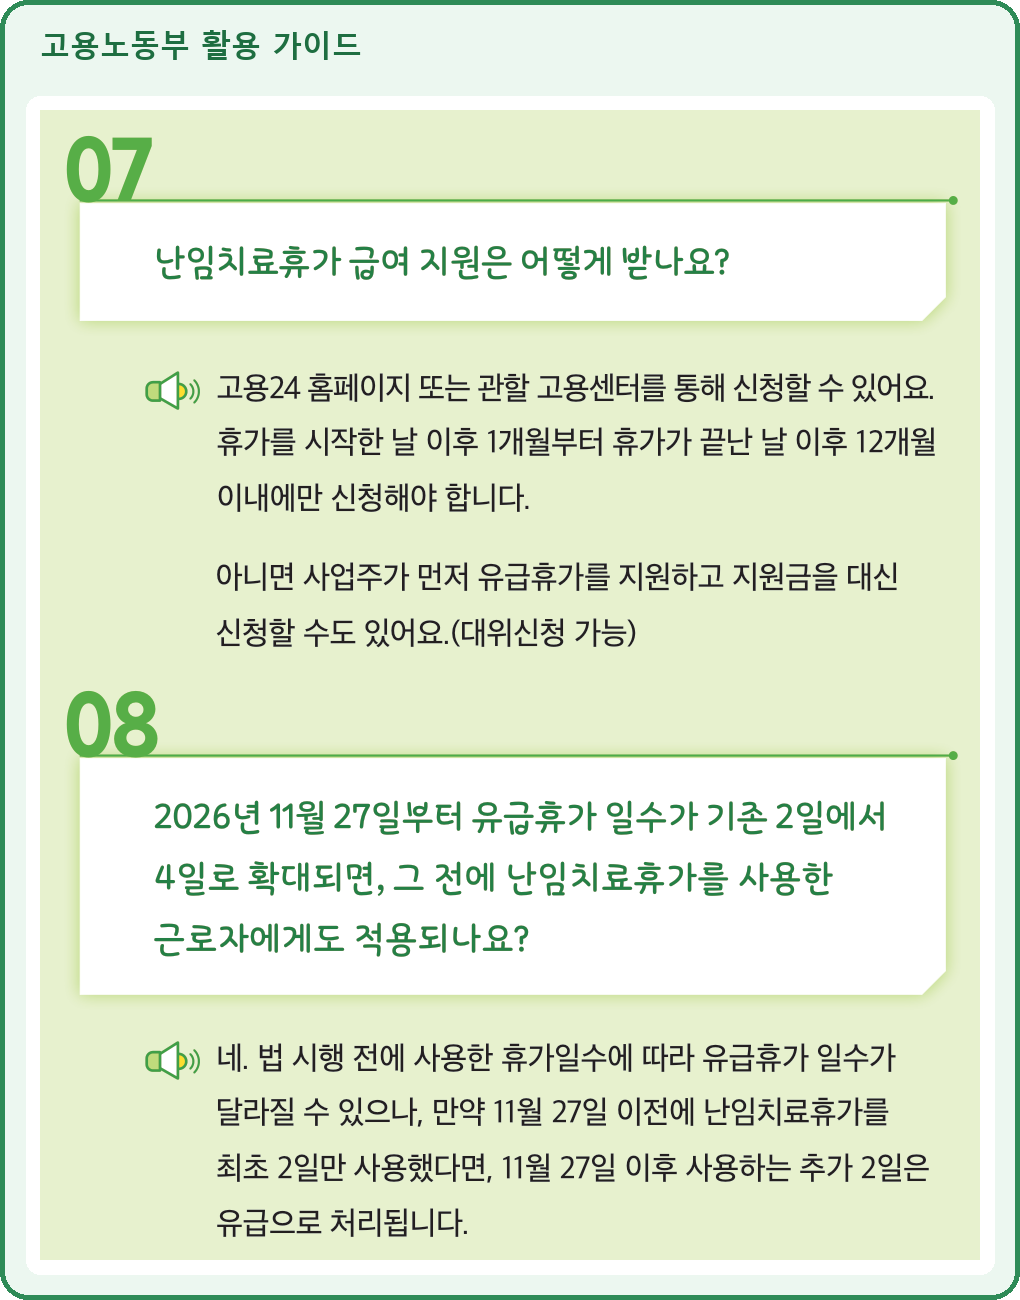 고용노동부 활용 가이드
07
난임치료휴가 급여 지원은 어떻게 받나요?
고용24 홈페이지 또는 관할 고용센터를 통해 신청할 수 있어요.
휴가를 시작한 날 이후 1개월부터 휴가가 끝난 날 이후 12개월
이내에만 신청해야 합니다.
아니면 사업주가 먼저 유급휴가를 지원하고 지원금을 대신
신청할 수도 있어요.(대위신청 가능)
08
2026년 11월 27일부터 유급휴가 일수가 기존 2일에서
4일로 확대되면, 그 전에 난임치료휴가를 사용한
근로자에게도 적용되나요?
네. 법 시행 전에 사용한 휴가일수에 따라 유급휴가 일수가
달라질 수 있으나, 만약 11월 27일 이전에 난임치료휴가를
최초 2일만 사용했다면, 11월 27일 이후 사용하는 추가 2일은
유급으로 처리됩니다.